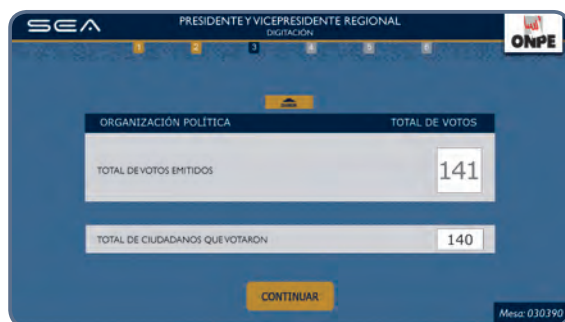 SEA
PRESIDENTE Y VICEPRESIDENTE REGIONAL
DIGITACIÓN
1 2 3 4 5 6
ONPE
ORGANIZACIÓN POLÍTICA TOTAL DE VOTOS
TOTAL DE VOTOS EMITIDOS 141
TOTAL DE CIUDADANOS QUE VOTARON 140
CONTINUAR
Mesa: 030390